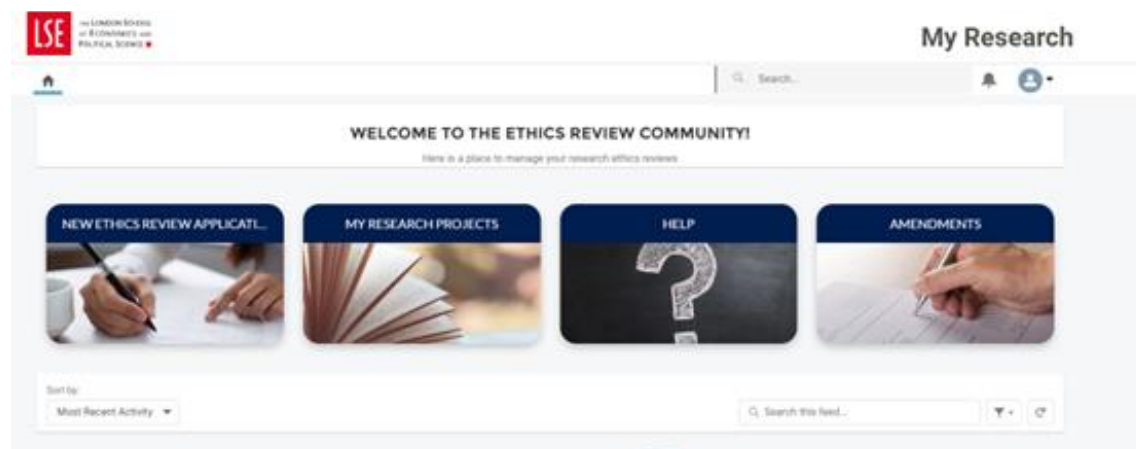 LSE
THE LONDON SCHOOL
OF ECONOMICS AND
POLITICAL SCIENCE
My Research
Search...
WELCOME TO THE ETHICS REVIEW COMMUNITY!
Here is a place to manage your research ethics reviews
NEW ETHICS REVIEW APPLICATI...
MY RESEARCH PROJECTS
HELP
AMENDMENTS
Sort by:
Most Recent Activity
Search this feed...